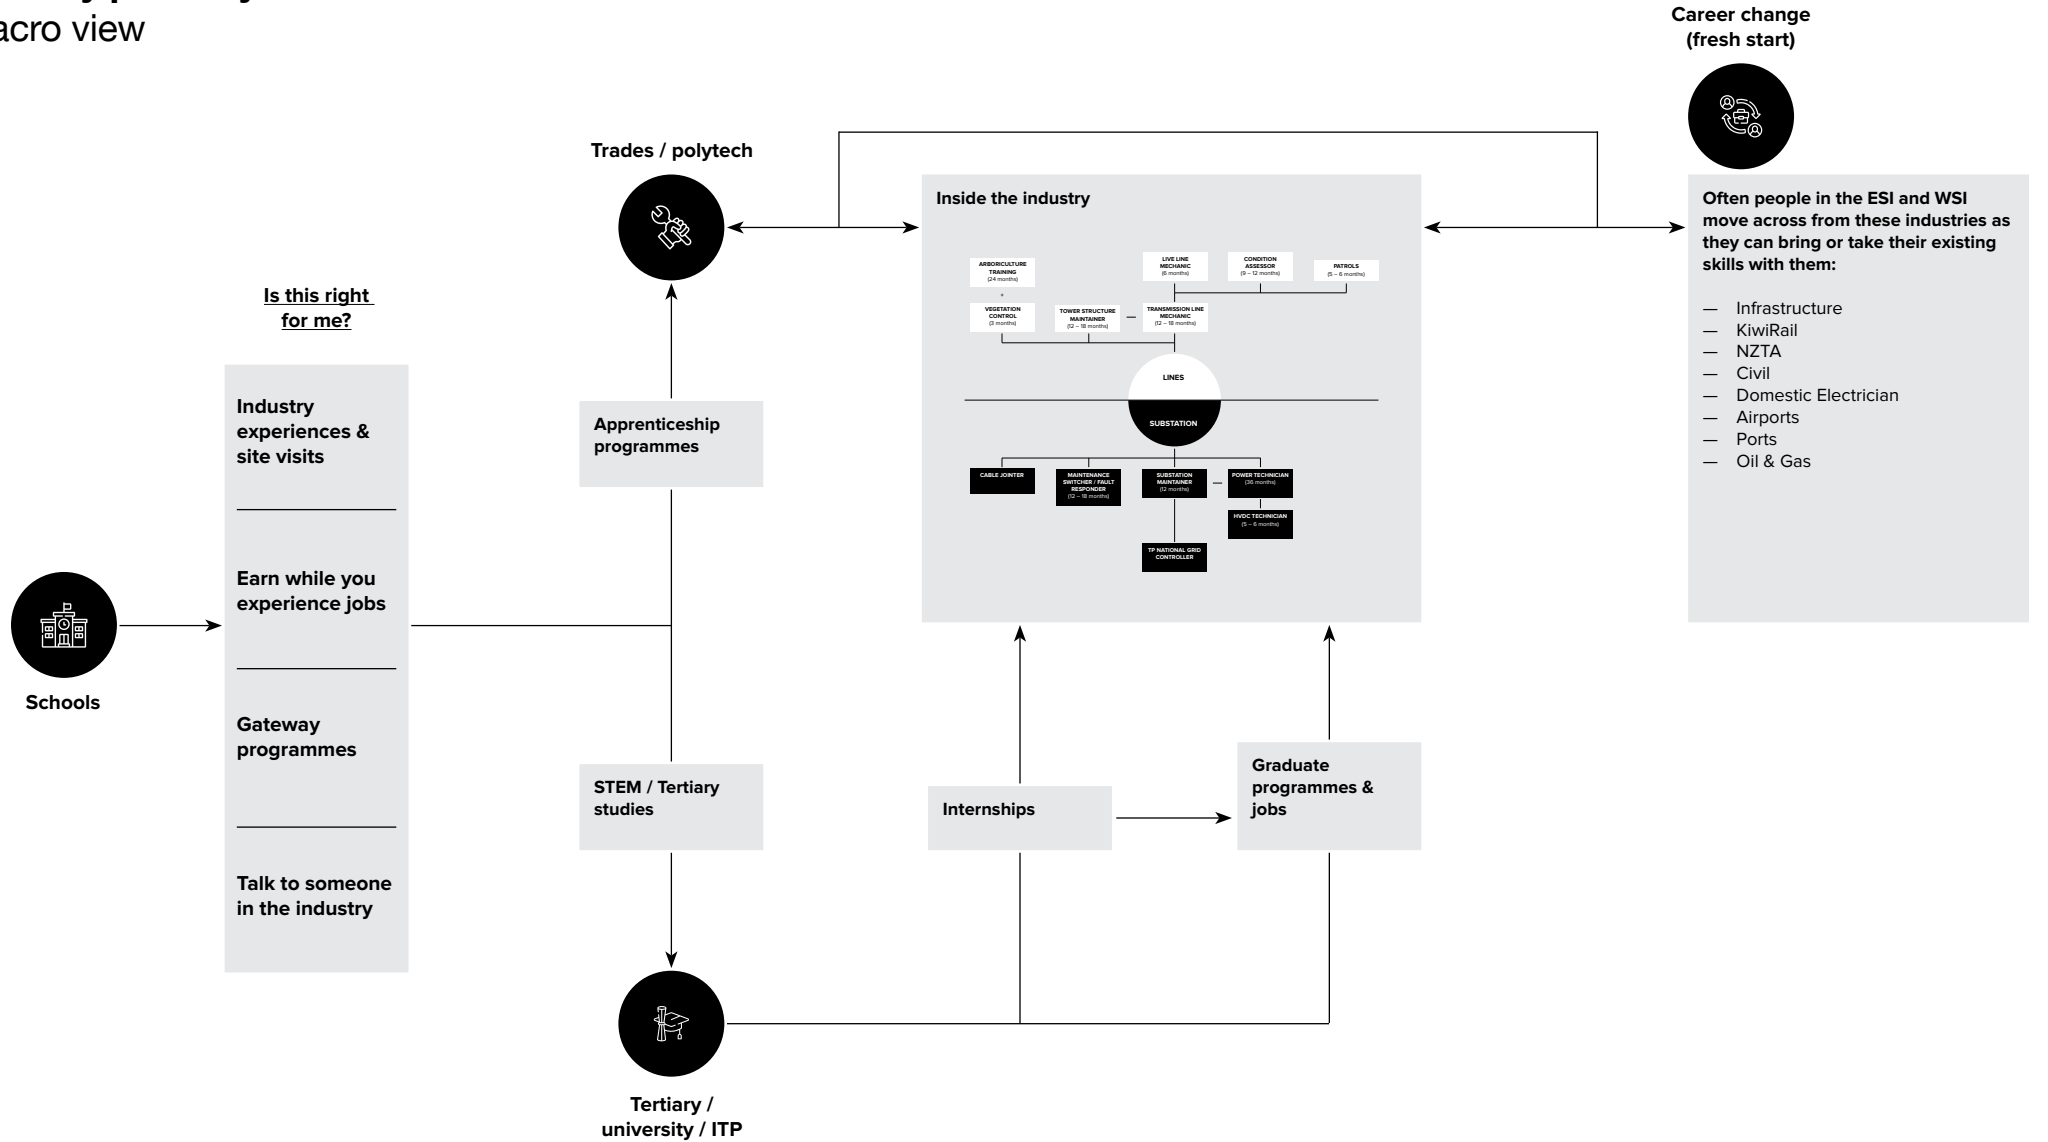 acro view
Career change
(fresh start)
Trades / polytech
Inside the industry
ARBORICULTURE
TRAINING
(24 months)
+
VEGETATION
CONTROL
(3 months)
TOWER STRUCTURE
MAINTAINER
(12 – 18 months)
—
LIVE LINE
MECHANIC
(6 months)
CONDITION
ASSESSOR
(9 – 12 months)
PATROLS
(5 – 6 months)
TRANSMISSION LINE
MECHANIC
(12 – 18 months)
LINES
SUBSTATION
CABLE JOINTER
MAINTENANCE
SWITCHER / FAULT
RESPONDER
(12 – 18 months)
SUBSTATION
MAINTAINER
(12 months)
—
POWER TECHNICIAN
(36 months)
HVDC TECHNICIAN
(5 – 6 months)
TP NATIONAL GRID
CONTROLLER
Often people in the ESI and WSI
move across from these industries as
they can bring or take their existing
skills with them:
— Infrastructure
— KiwiRail
— NZTA
— Civil
— Domestic Electrician
— Airports
— Ports
— Oil & Gas
Is this right
for me?
Industry
experiences &
site visits
Earn while you
experience jobs
Gateway
programmes
Talk to someone
in the industry
Schools
Apprenticeship
programmes
STEM / Tertiary
studies
Internships
Graduate
programmes &
jobs
Tertiary /
university / ITP